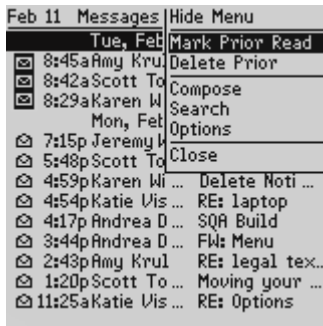 Feb 11 Messages Hide Menu
Tue, Feb Mark Prior Read
8:45a Amy Krul Delete Prior
8:42a Scott To Compose
8:29a Karen W Search
Mon, Feb Options
7:15p Jeremy
5:48p Scott To Close
4:59p Karen Wi... Delete Noti...
4:54p Katie Vis... RE: laptop
4:17p Andrea D... SQA Build
3:44p Andrea D... FW: Menu
2:43p Amy Krul RE: legal tex...
1:20p Scott To... Moving your ...
11:25a Katie Vis... RE: Options